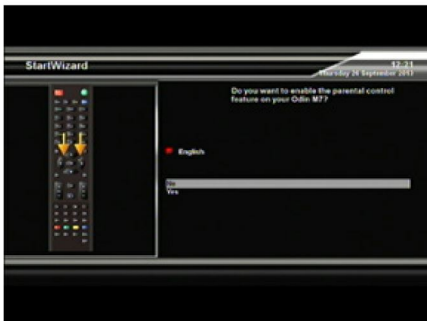 StartWizard
12:21
Thursday 26 September 2013
Do you want to enable the parental control
feature on your Odin M7?
English
No
Yes